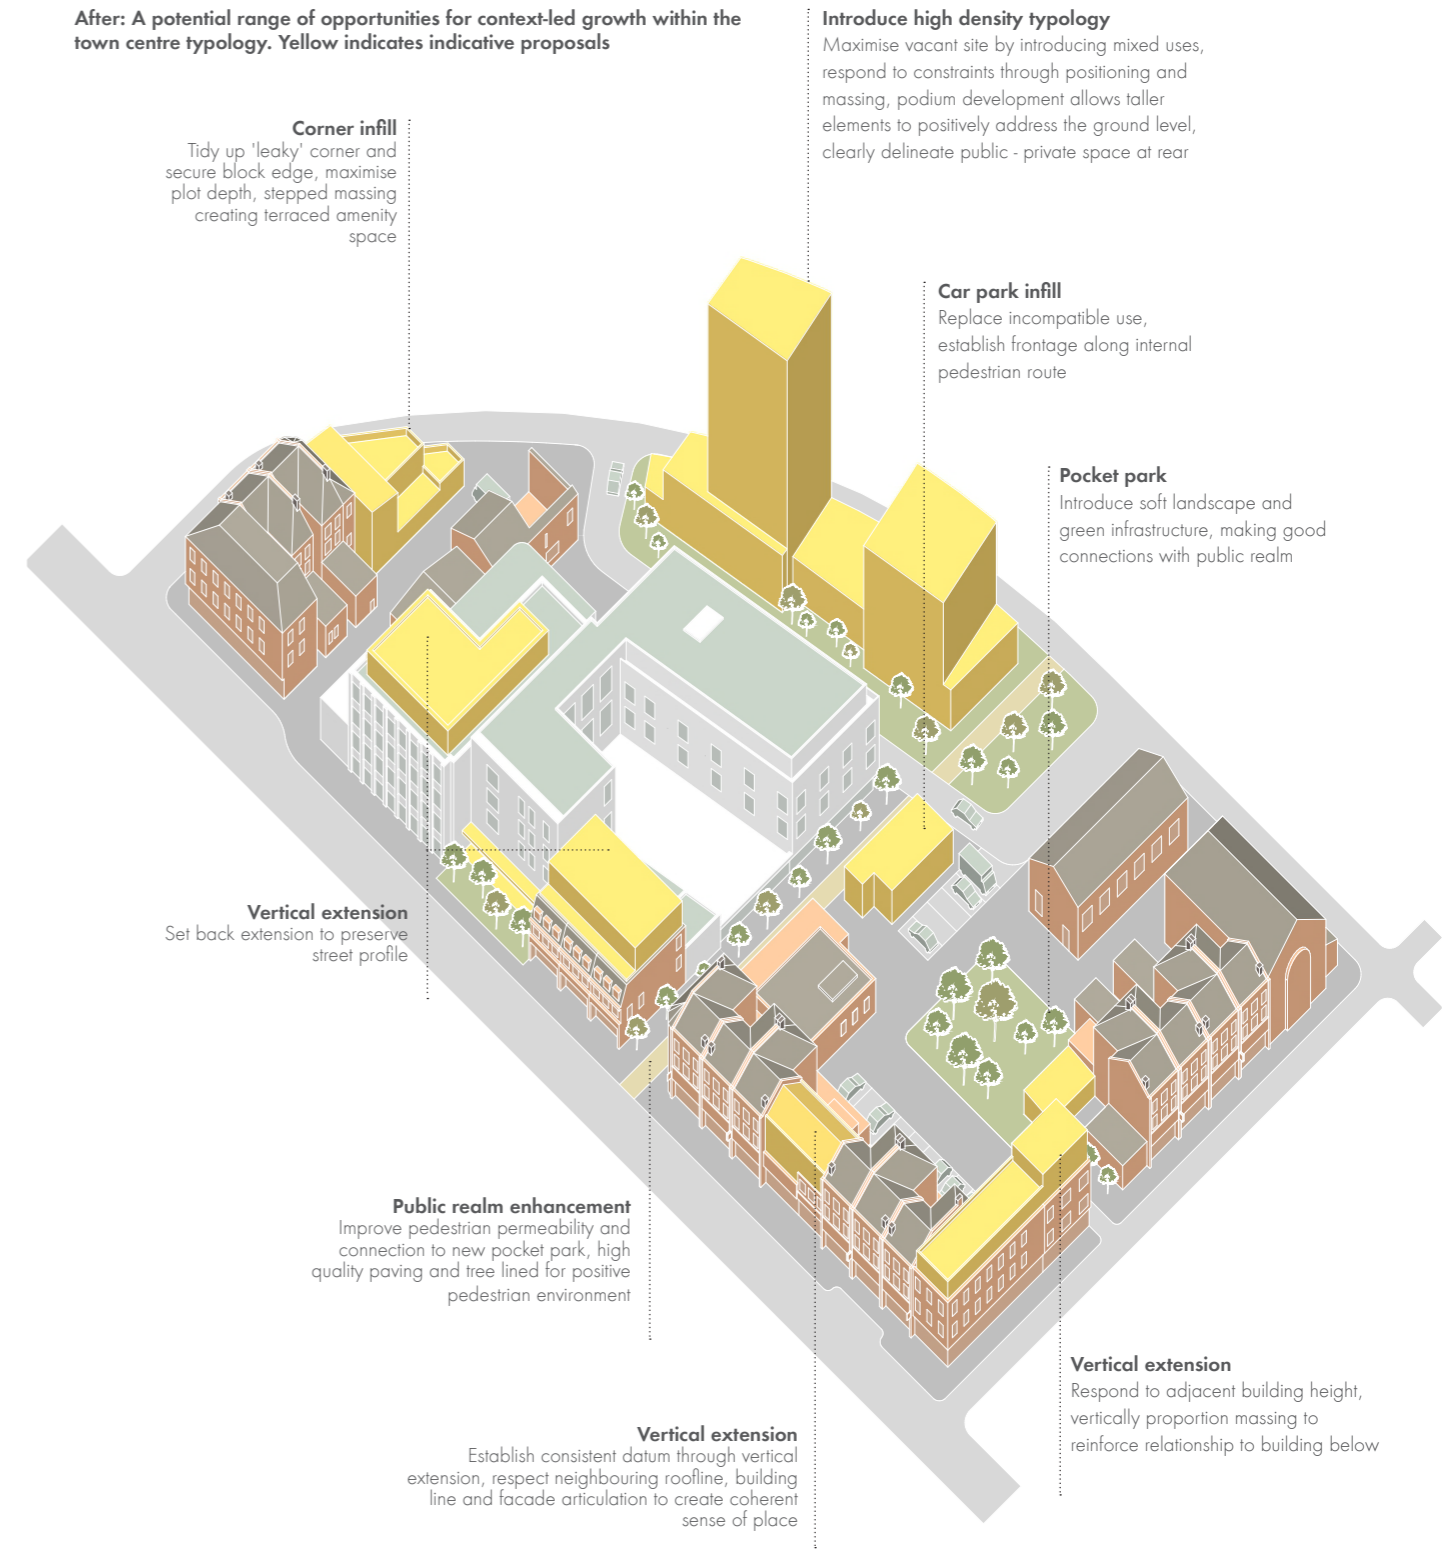 After: A potential range of opportunities for context-led growth within the
town centre typology. Yellow indicates indicative proposals
Introduce high density typology
Maximise vacant site by introducing mixed uses,
respond to constraints through positioning and
massing, podium development allows taller
elements to positively address the ground level,
clearly delineate public - private space at rear
Corner infill
Tidy up 'leaky' corner and
secure block edge, maximise
plot depth, stepped massing
creating terraced amenity
space
Car park infill
Replace incompatible use,
establish frontage along internal
pedestrian route
Pocket park
Introduce soft landscape and
green infrastructure, making good
connections with public realm
Vertical extension
Set back extension to preserve
street profile
Public realm enhancement
Improve pedestrian permeability and
connection to new pocket park, high
quality paving and tree lined for positive
pedestrian environment
Vertical extension
Respond to adjacent building height,
vertically proportion massing to
reinforce relationship to building below
Vertical extension
Establish consistent datum through vertical
extension, respect neighbouring roofline, building
line and facade articulation to create coherent
sense of place